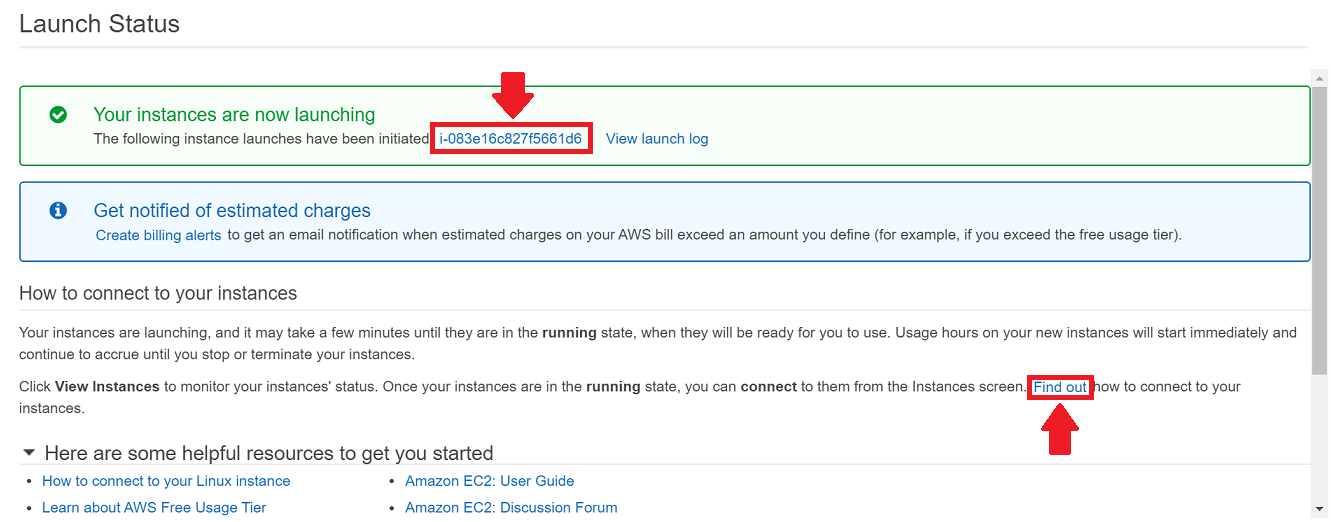 Launch Status
Your instances are now launching
The following instance launches have been initiated i-083e16c827f5661d6 View launch log
Get notified of estimated charges
Create billing alerts to get an email notification when estimated charges on your AWS bill exceed an amount you define (for example, if you exceed the free usage tier).
How to connect to your instances
Your instances are launching, and it may take a few minutes until they are in the running state, when they will be ready for you to use. Usage hours on your new instances will start immediately and
continue to accrue until you stop or terminate your instances.
Click View Instances to monitor your instances' status. Once your instances are in the running state, you can connect to them from the Instances screen. Find out how to connect to your
instances.
Here are some helpful resources to get you started
• How to connect to your Linux instance • Amazon EC2: User Guide
• Learn about AWS Free Usage Tier • Amazon EC2: Discussion Forum